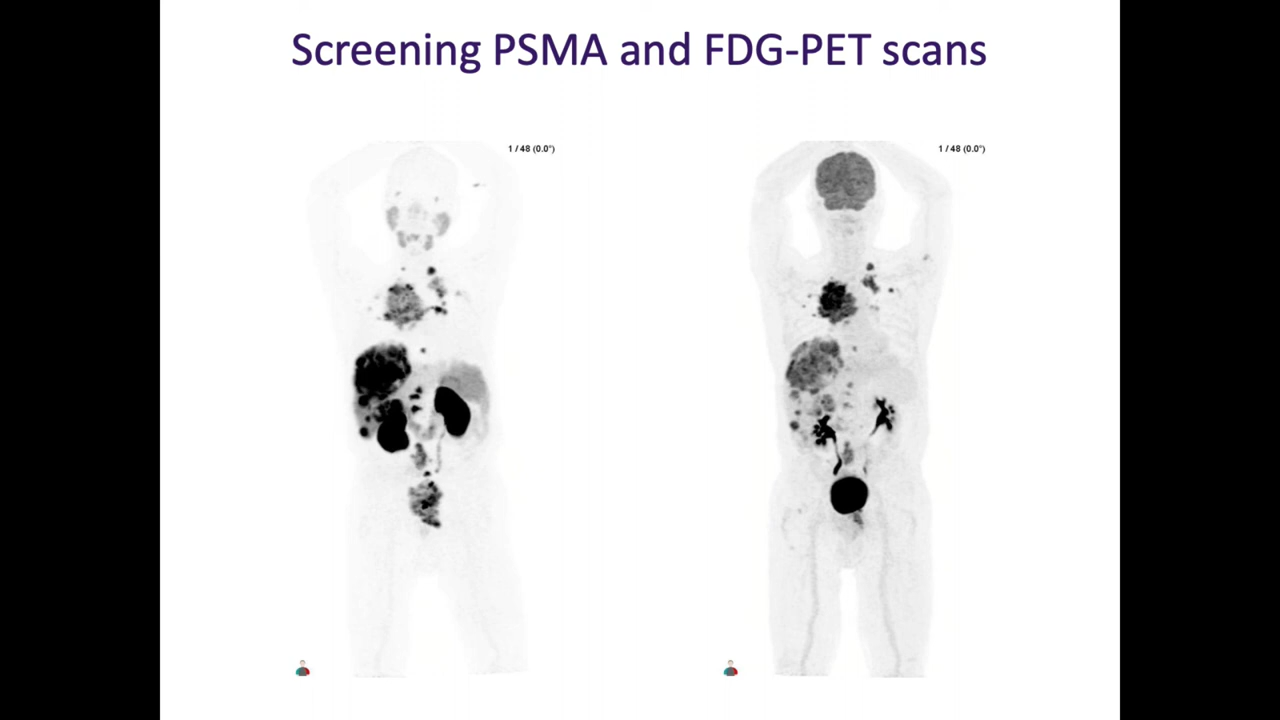 Screening PSMA and FDG-PET scans
1 / 48 (0.0°)
1 / 48 (0.0°)